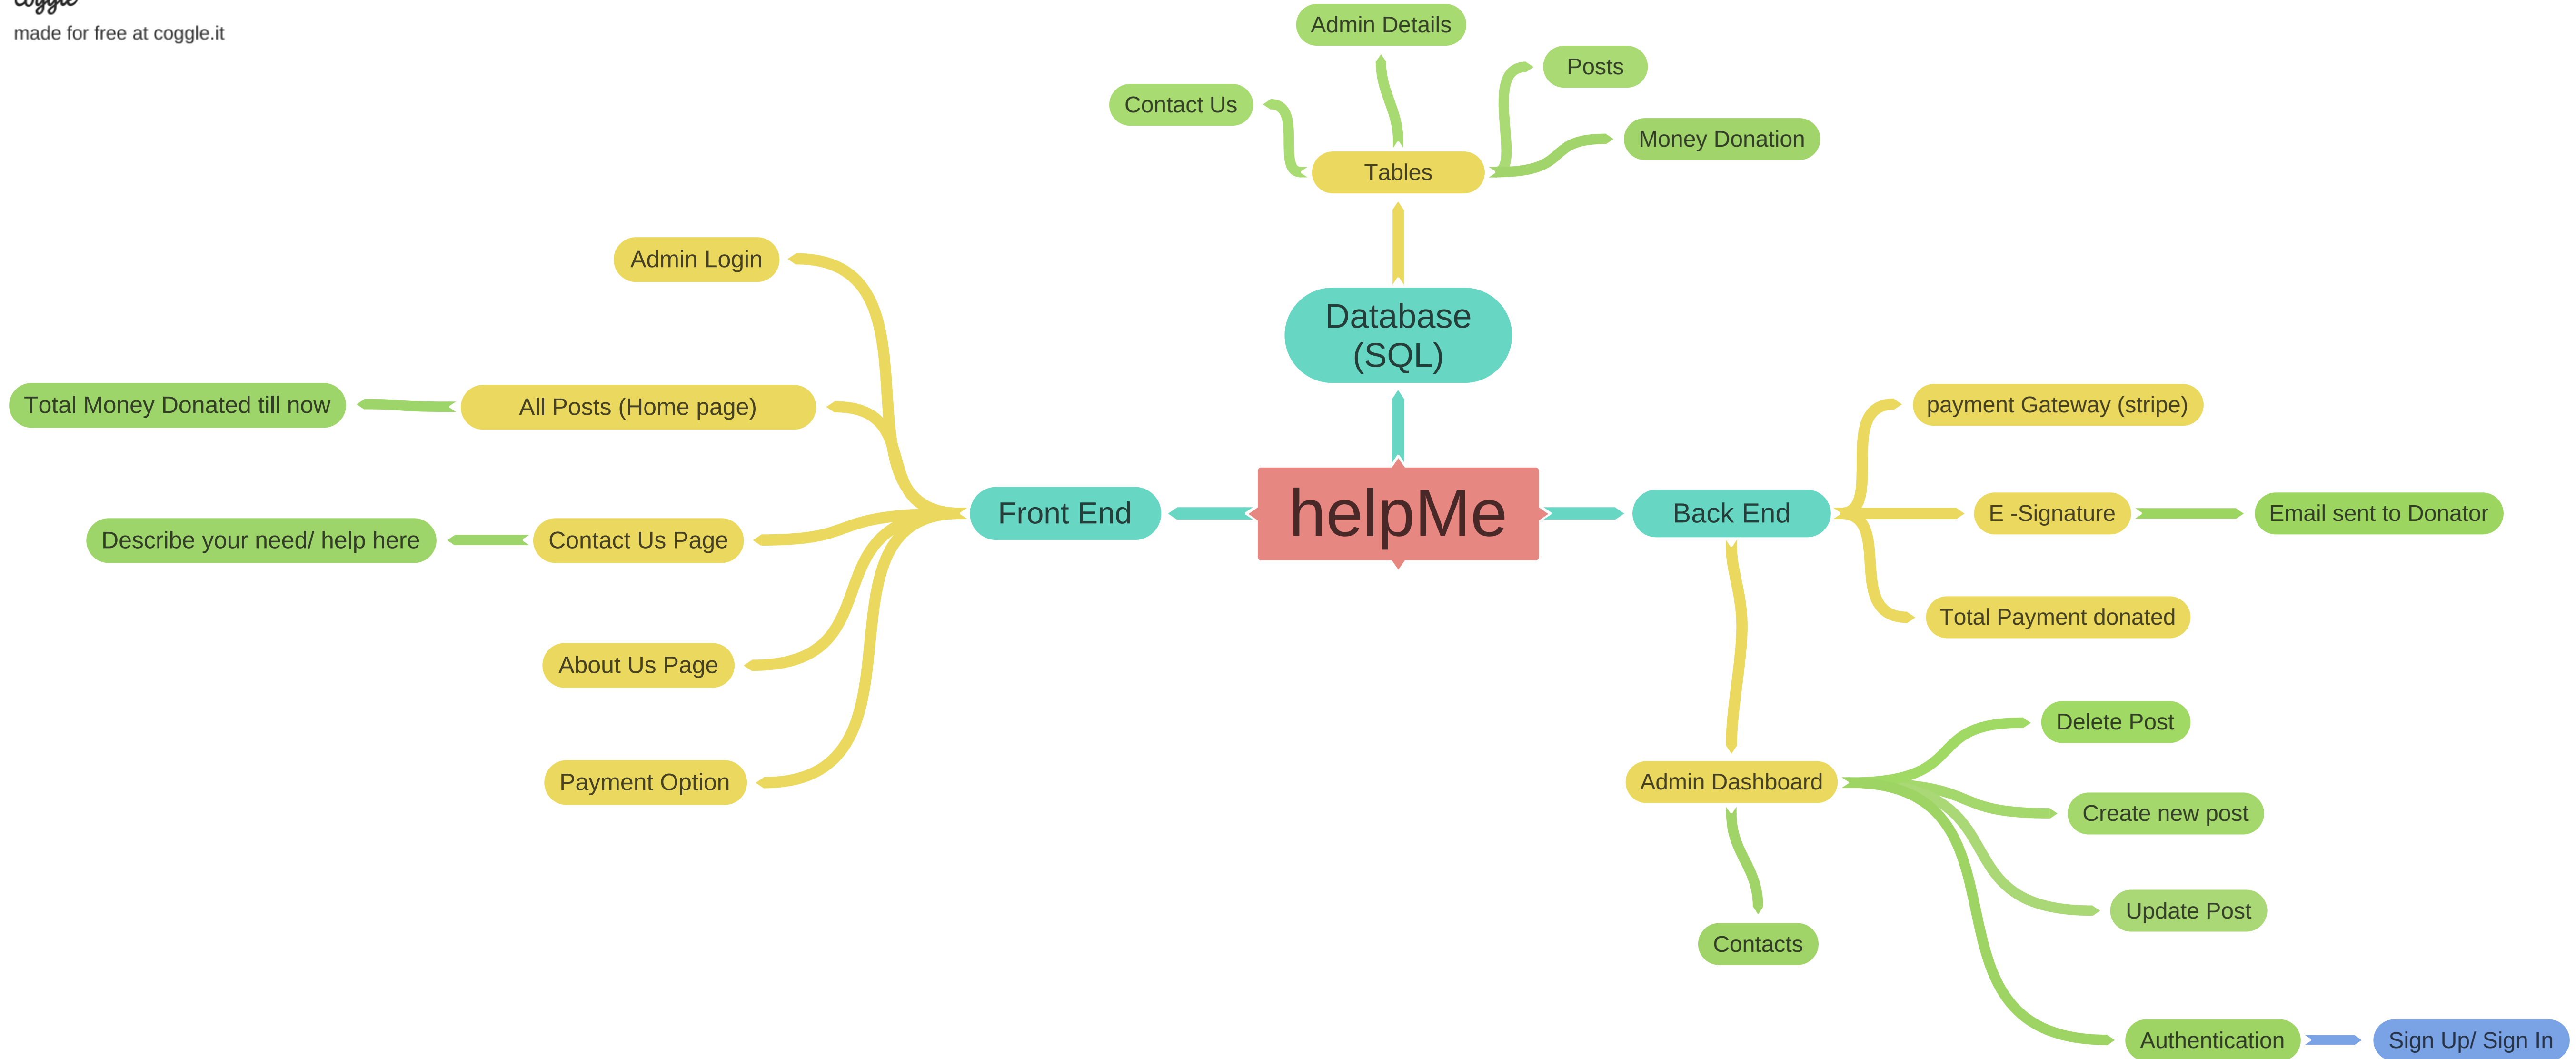 Coggle
made for free at coggle.it
Admin Details
Posts
Contact Us
Money Donation
Tables
Admin Login
Database
(SQL)
Total Money Donated till now
All Posts (Home page)
payment Gateway (stripe)
Describe your need/ help here
Contact Us Page
Front End
helpMe
Back End
E -Signature
Email sent to Donator
Total Payment donated
About Us Page
Delete Post
Payment Option
Admin Dashboard
Create new post
Update Post
Contacts
Authentication
Sign Up/ Sign In